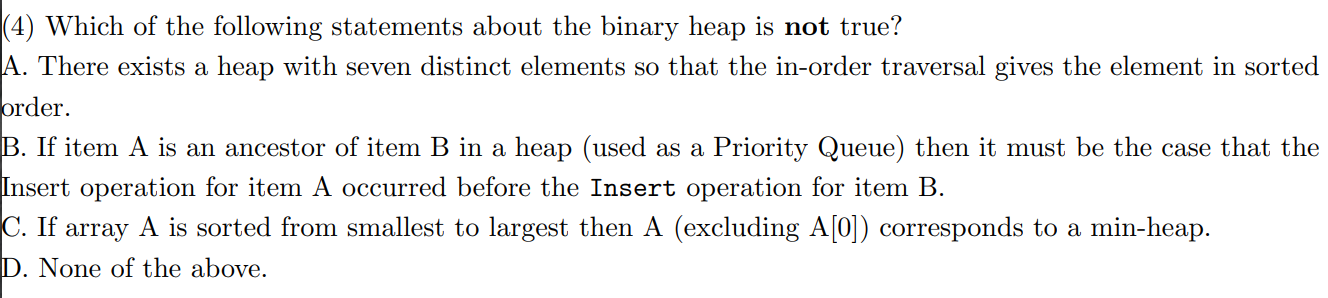 (4) Which of the following statements about the binary heap is not true?
A. There exists a heap with seven distinct elements so that the in-order traversal gives the element in sorted
order.
B. If item A is an ancestor of item B in a heap (used as a Priority Queue) then it must be the case that the
Insert operation for item A occurred before the Insert operation for item B.
C. If array A is sorted from smallest to largest then A (excluding A[0]) corresponds to a min-heap.
D. None of the above.